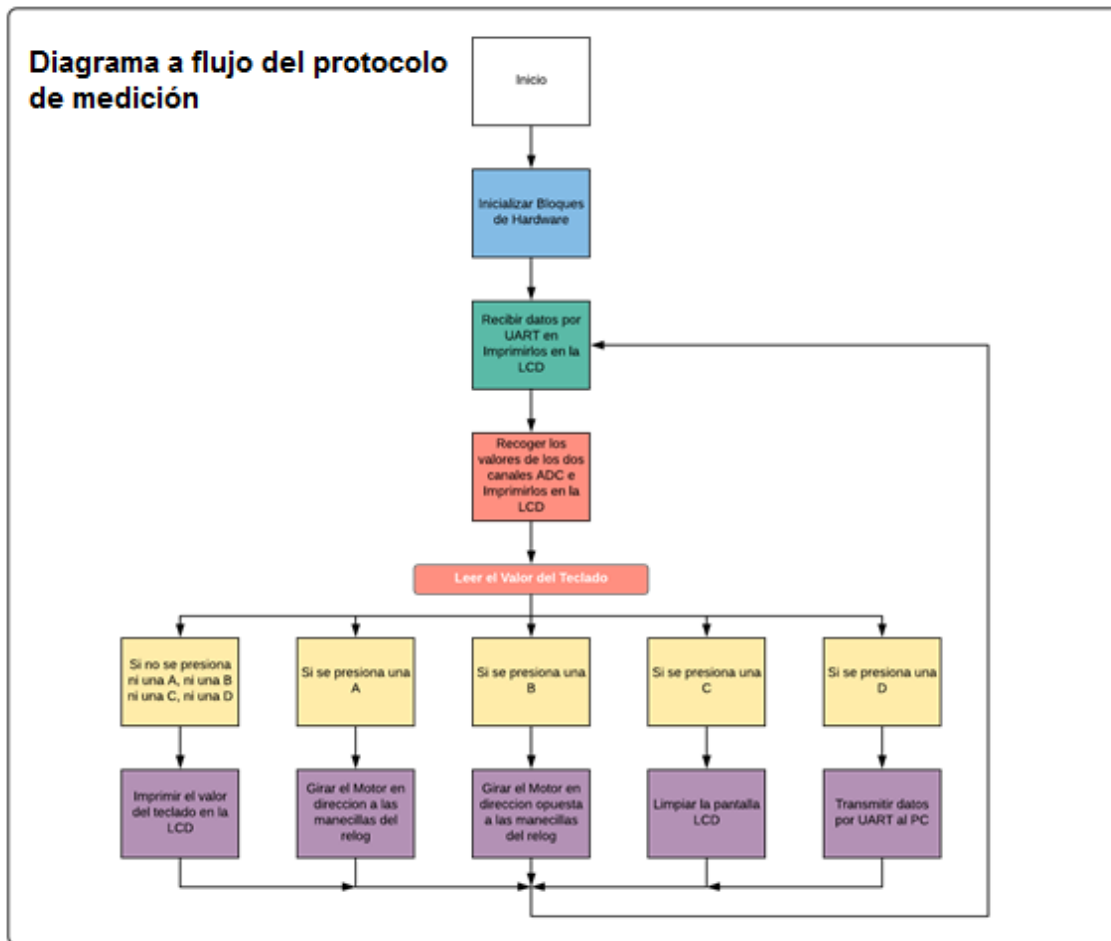 Diagrama a flujo del protocolo
de medición
Inicio
Inicializar Bloques
de Hardware
Recibir datos por
UART en
Imprimirlos en la
LCD
Recoger los
valores de los dos
canales ADC e
Imprimirlos en la
LCD
Leer el Valor del Teclado
Si no se presiona
ni una A, ni una B
ni una C, ni una D
Si se presiona una
A
Si se presiona una
B
Si se presiona una
C
Si se presiona una
D
Imprimir el valor
del teclado en la
LCD
Girar el Motor en
direccion a las
manecillas del
relog
Girar el Motor en
direccion opuesta
a las manecillas
del relog
Limpiar la pantalla
LCD
Transmitir datos
por UART al PC